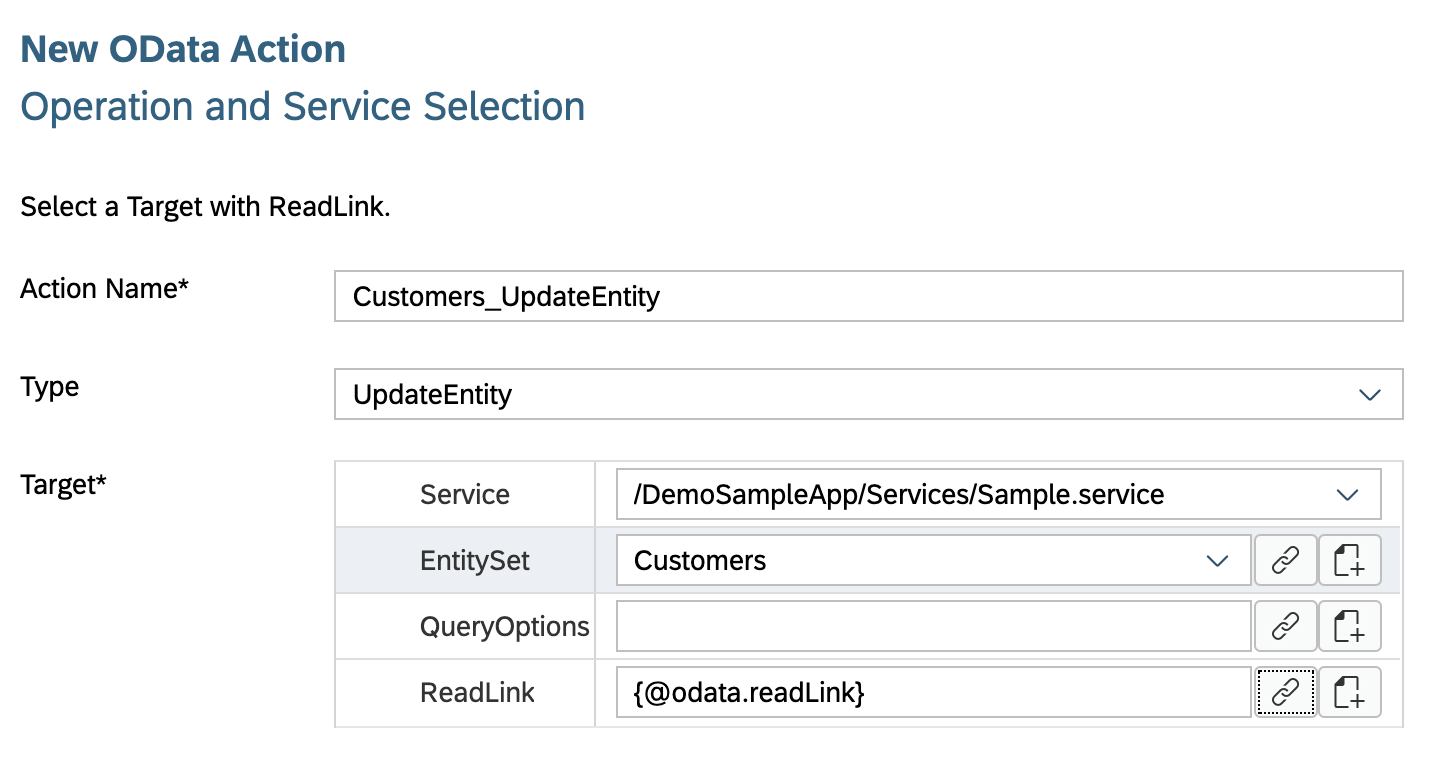 New OData Action
Operation and Service Selection
Select a Target with ReadLink.
Action Name*
Customers_UpdateEntity
Type
UpdateEntity
Target*
Service
/DemoSampleApp/Services/Sample.service
EntitySet
Customers
QueryOptions
ReadLink
{@odata.readLink}